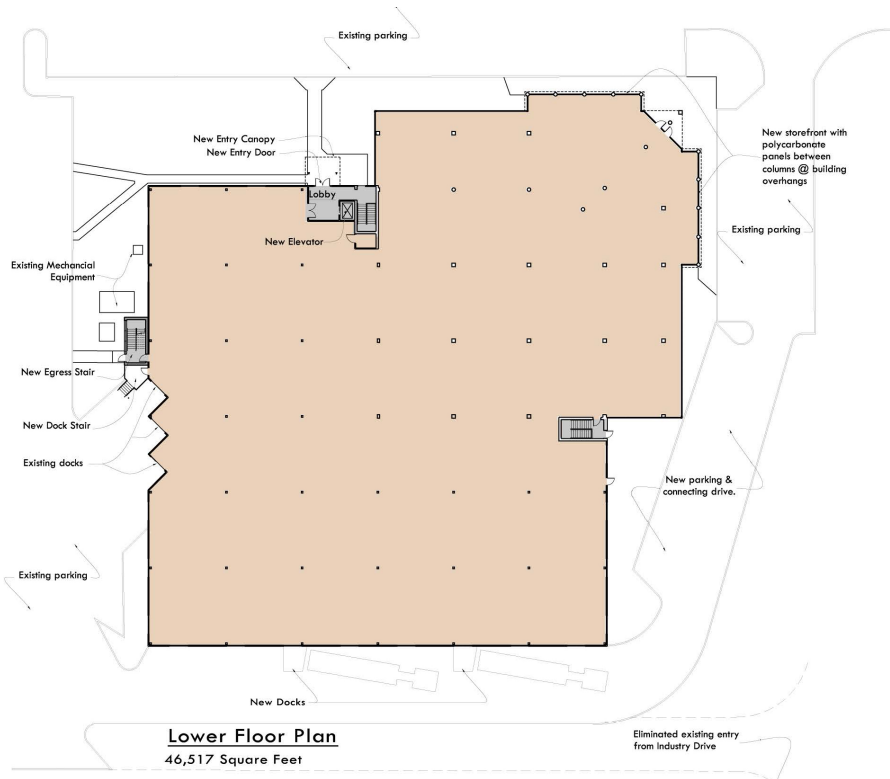 Existing parking
New Entry Canopy
New Entry Door
Lobby
New Elevator
New storefront with
polycarbonate
panels between
columns @ building
overhangs
Existing parking
Existing Mechancial
Equipment
New Egress Stair
New Dock Stair
Existing docks
New parking &
connecting drive.
Existing parking
New Docks
Lower Floor Plan
46,517 Square Feet
Eliminated existing entry
from Industry Drive